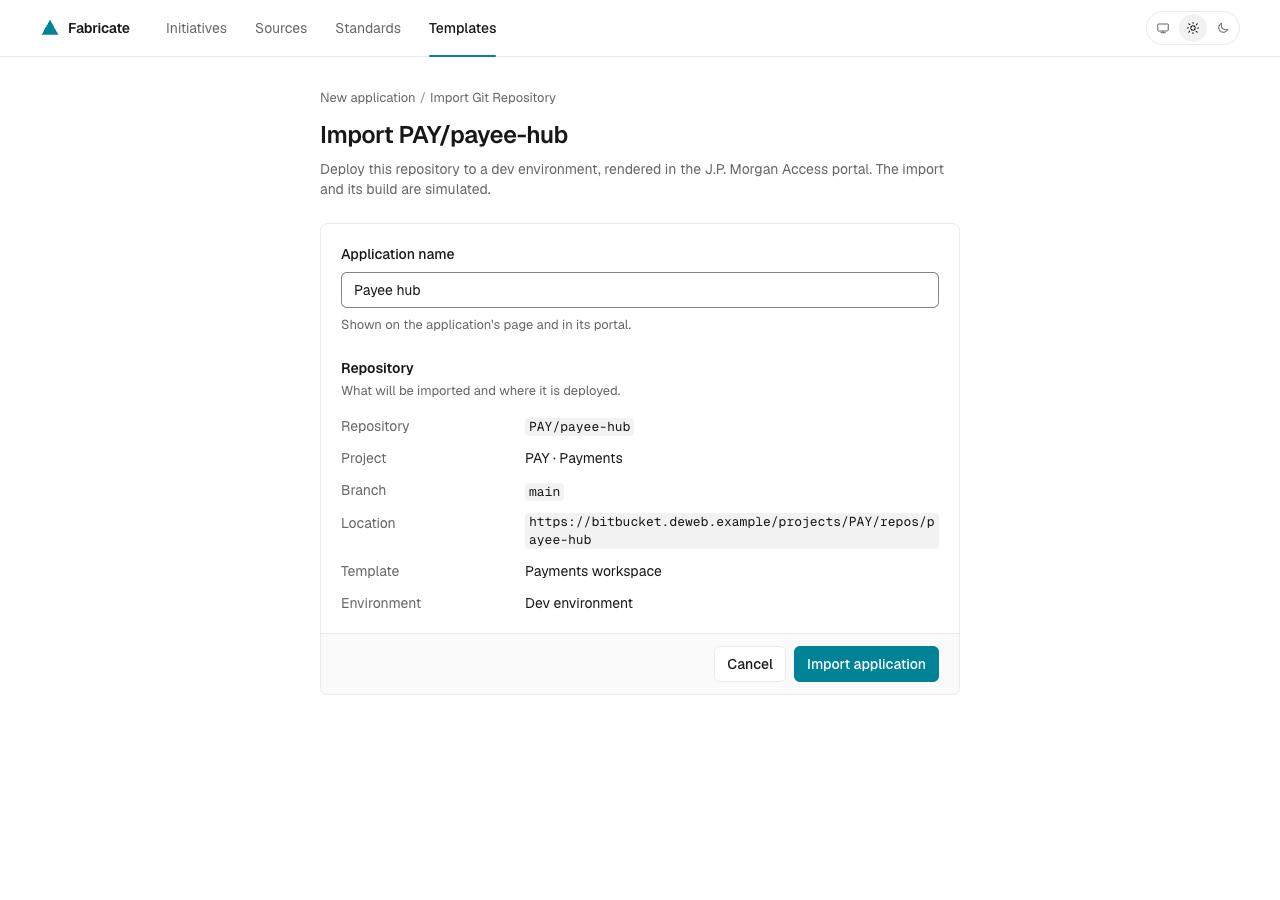 Fabricate
Initiatives
Sources
Standards
Templates
New application / Import Git Repository
Import PAY/payee-hub
Deploy this repository to a dev environment, rendered in the J.P. Morgan Access portal. The import
and its build are simulated.
Application name
Payee hub
Shown on the application's page and in its portal.
Repository
What will be imported and where it is deployed.
Repository PAY/payee-hub
Project PAY · Payments
Branch main
Location https://bitbucket.deweb.example/projects/PAY/repos/p
ayee-hub
Template Payments workspace
Environment Dev environment
Cancel
Import application